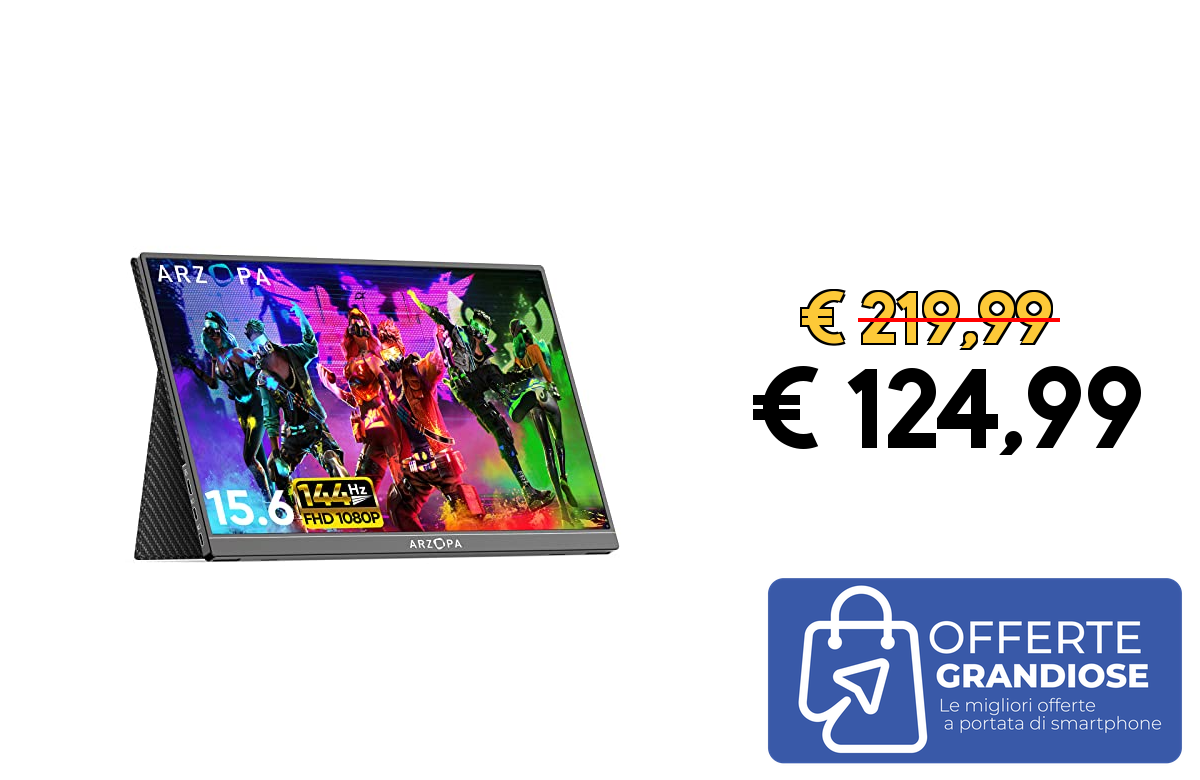 ARZOPA
15.6
144Hz
FHD 1080P
ARZOPA
€ 219,99
€ 124,99
OFFERTE
GRANDIOSE
Le migliori offerte
a portata di smartphone